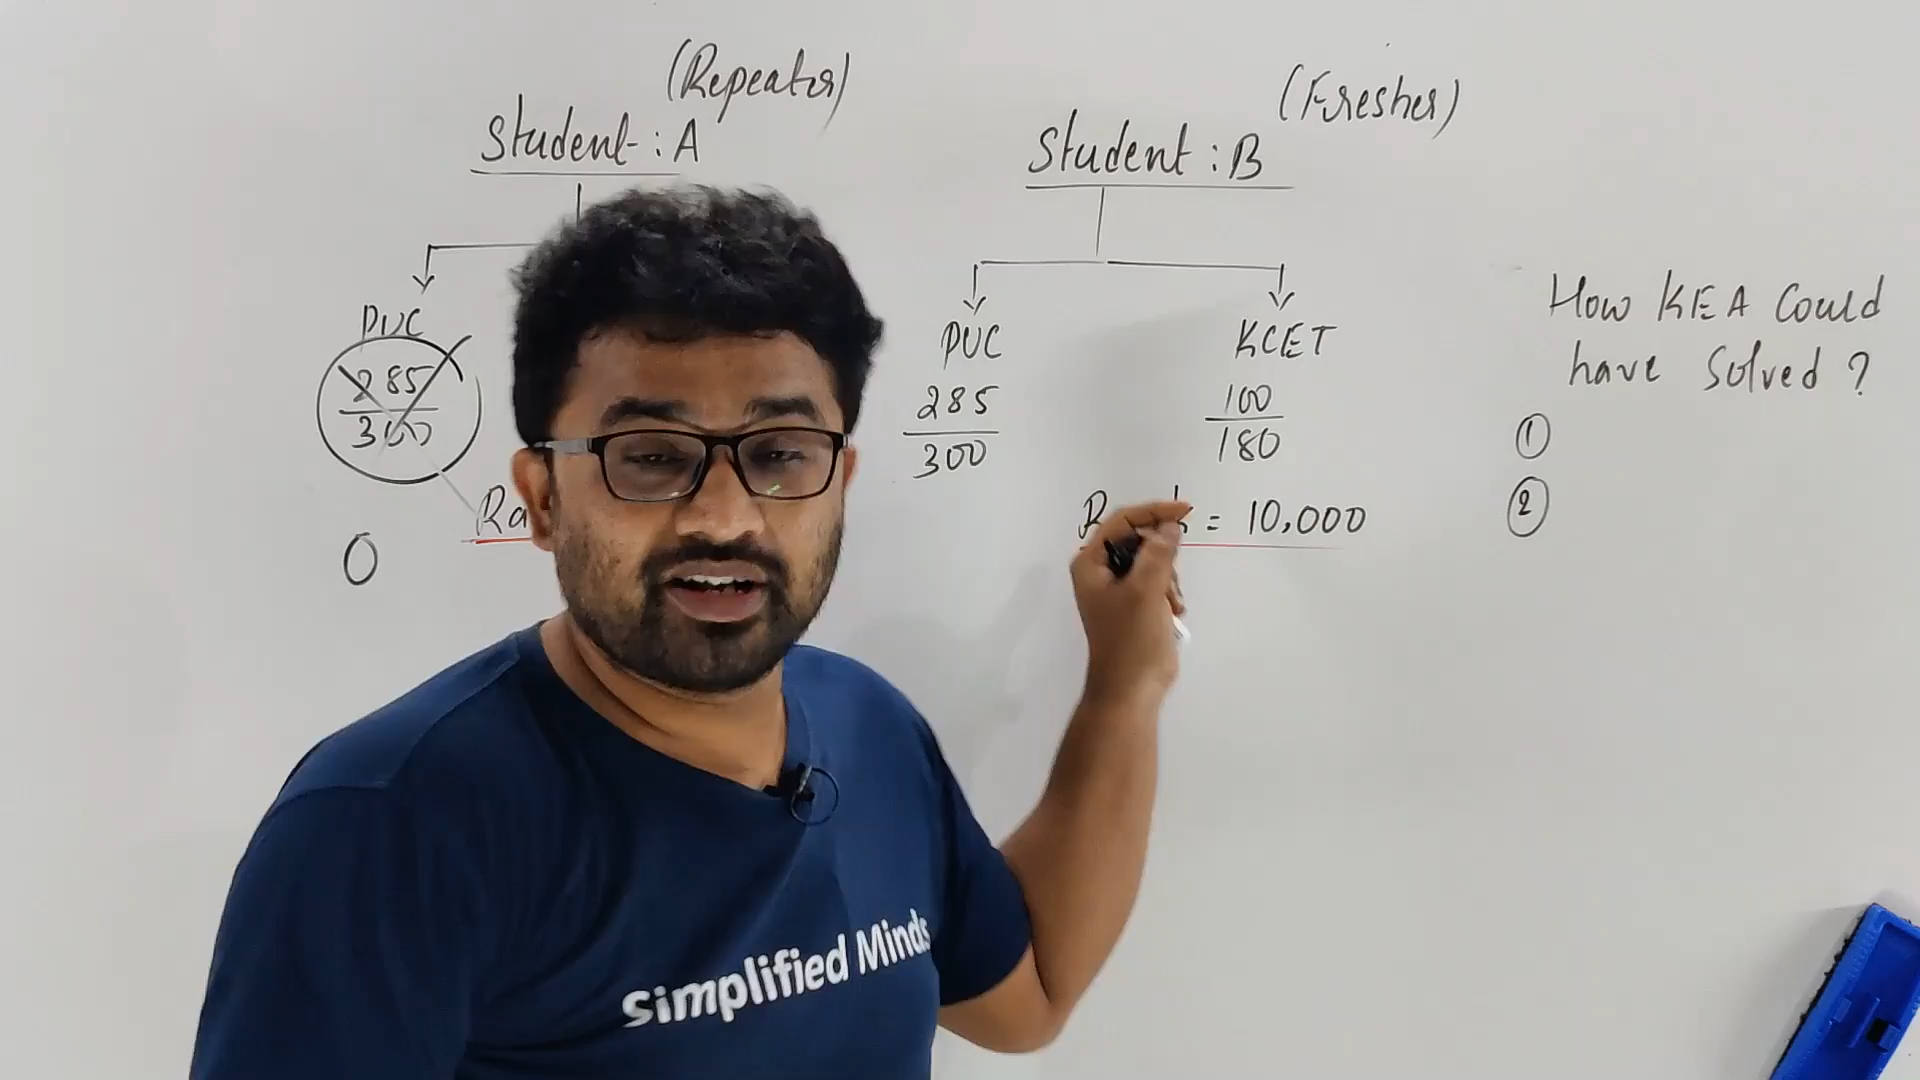 (Repeater)
Student : A
PUC
285
300
0
(Fresher)
Student : B
PUC
285
300
KCET
100
180
= 10,000
How KEA Could
have Solved ?
1
2
Simplified Minds